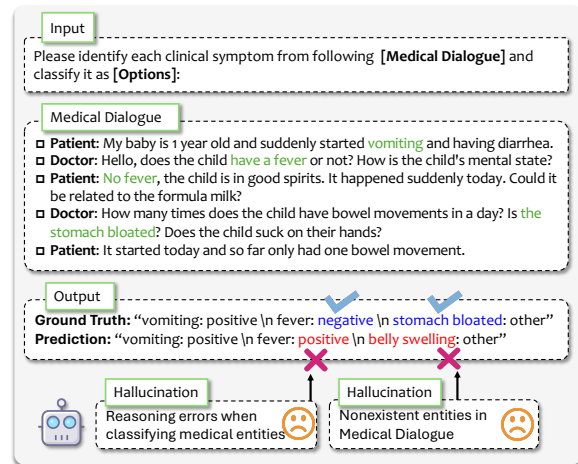 Input
Please identify each clinical symptom from following [Medical Dialogue] and
classify it as [Options]:
Medical Dialogue
Patient: My baby is 1 year old and suddenly started vomiting and having diarrhea.
Doctor: Hello, does the child have a fever or not? How is the child's mental state?
Patient: No fever, the child is in good spirits. It happened suddenly today. Could it
be related to the formula milk?
Doctor: How many times does the child have bowel movements in a day? Is the
stomach bloated? Does the child suck on their hands?
Patient: It started today and so far only had one bowel movement.
Output
Ground Truth: “vomiting: positive \n fever: negative \n stomach bloated: other”
Prediction: “vomiting: positive \n fever: positive \n belly swelling: other”
Hallucination
Reasoning errors when
classifying medical entities
Hallucination
Nonexistent entities in
Medical Dialogue